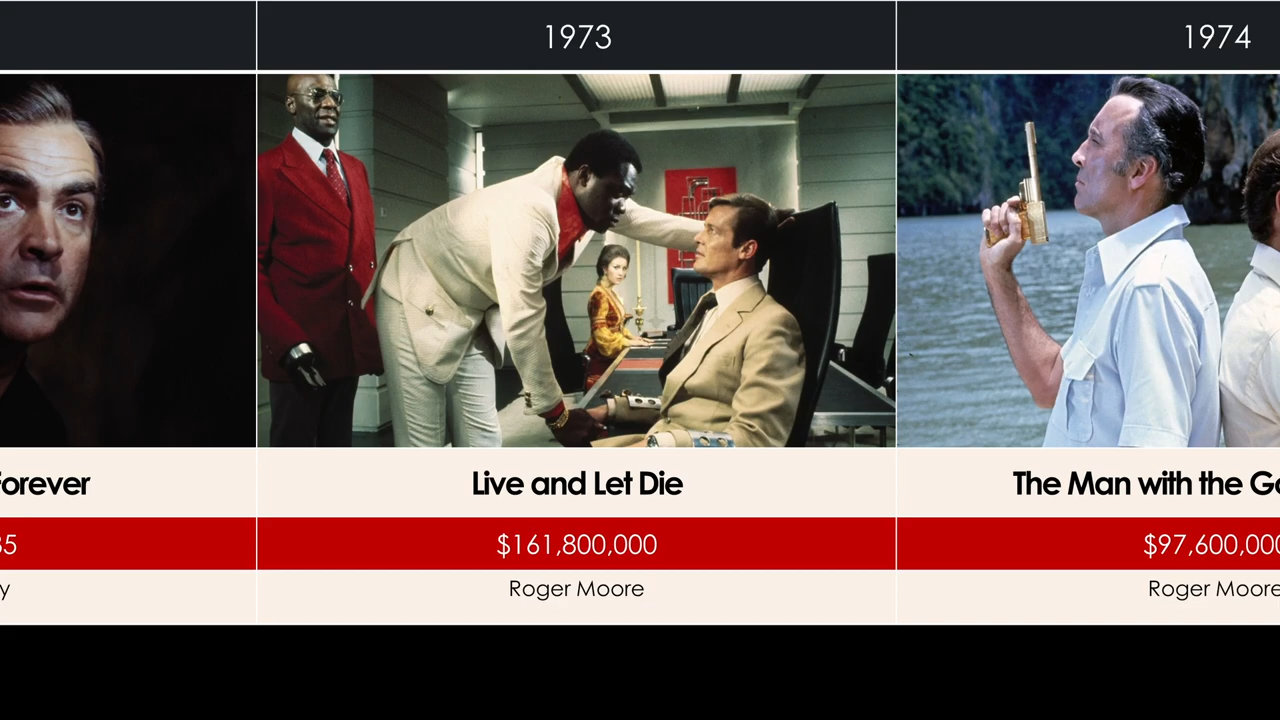 1973
1974
Forever
Live and Let Die
The Man with the
$161,800,000
$97,600,000
Roger Moore
Roger Moore